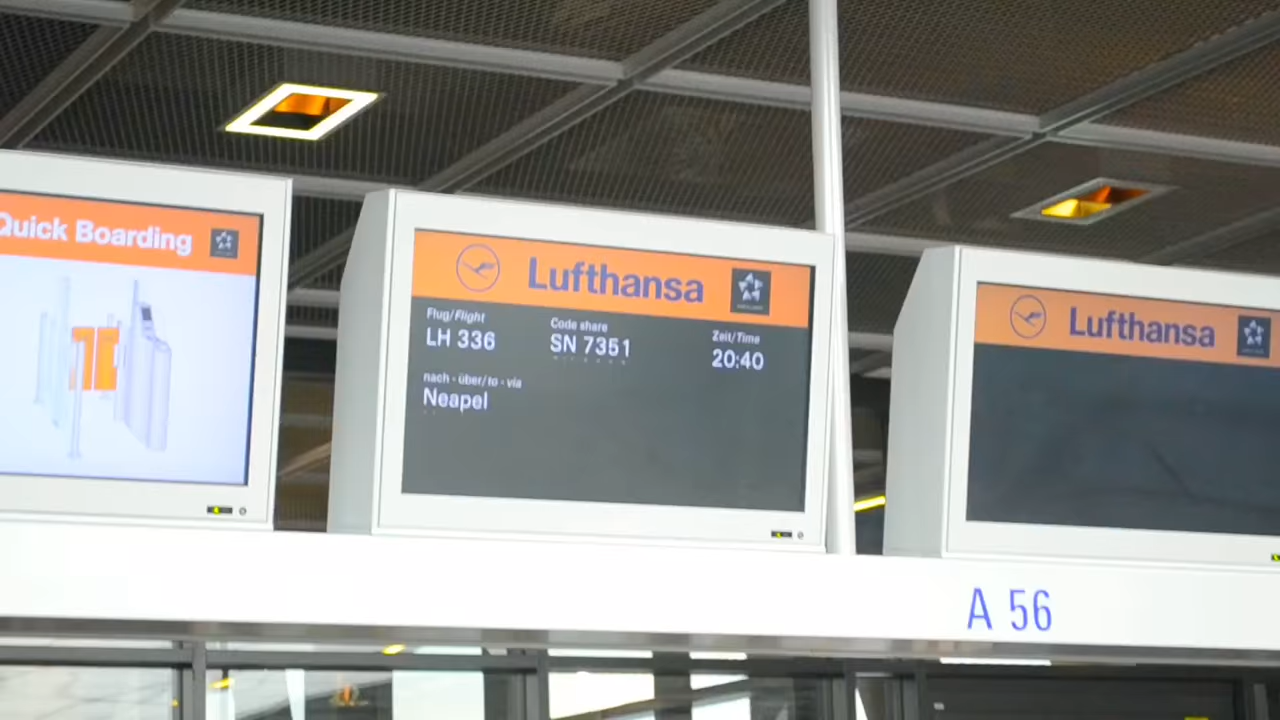 Quick Boarding
Lufthansa
Flug/Flight
LH 336
Code share
SN 7351
Zeit/Time
20:40
nach - über/to - via
Neapel
Lufthansa
A 56